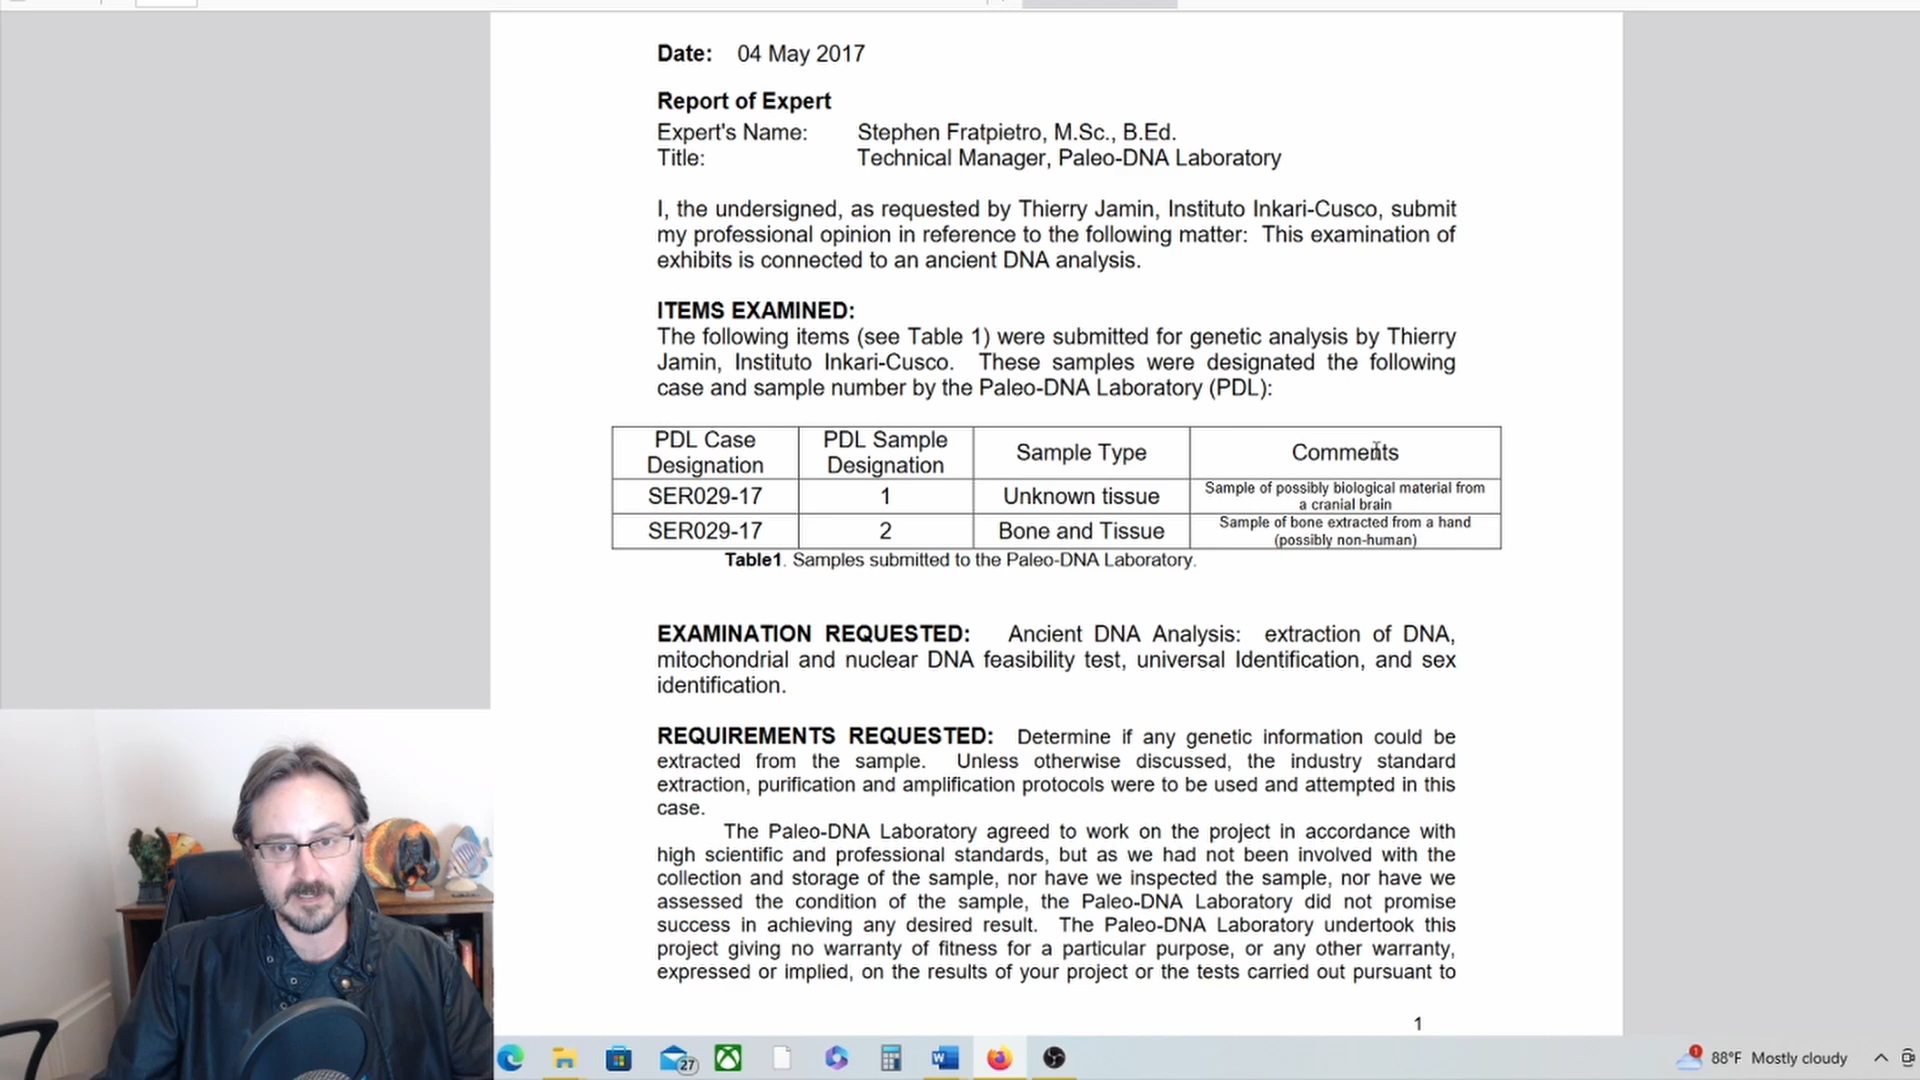 Date: 04 May 2017
Report of Expert
Expert's Name: Stephen Fratpietro, M.Sc., B.Ed.
Title: Technical Manager, Paleo-DNA Laboratory
I, the undersigned, as requested by Thierry Jamin, Instituto Inkari-Cusco, submit
my professional opinion in reference to the following matter: This examination of
exhibits is connected to an ancient DNA analysis.
ITEMS EXAMINED:
The following items (see Table 1) were submitted for genetic analysis by Thierry
Jamin, Instituto Inkari-Cusco. These samples were designated the following
case and sample number by the Paleo-DNA Laboratory (PDL):
PDL Case Designation PDL Sample Designation Sample Type Comments
SER029-17 1 Unknown tissue Sample of possibly biological material from
a cranial brain
SER029-17 2 Bone and Tissue Sample of bone extracted from a hand
(possibly non-human)
Table1. Samples submitted to the Paleo-DNA Laboratory.
EXAMINATION REQUESTED: Ancient DNA Analysis: extraction of DNA,
mitochondrial and nuclear DNA feasibility test, universal Identification, and sex
identification.
REQUIREMENTS REQUESTED: Determine if any genetic information could be
extracted from the sample. Unless otherwise discussed, the industry standard
extraction, purification and amplification protocols were to be used and attempted in this
case.
The Paleo-DNA Laboratory agreed to work on the project in accordance with
high scientific and professional standards, but as we had not been involved with the
collection and storage of the sample, nor have we inspected the sample, nor have we
assessed the condition of the sample, the Paleo-DNA Laboratory did not promise
success in achieving any desired result. The Paleo-DNA Laboratory undertook this
project giving no warranty of fitness for a particular purpose, or any other warranty,
expressed or implied, on the results of your project or the tests carried out pursuant to
1
27
1
88°F Mostly cloudy